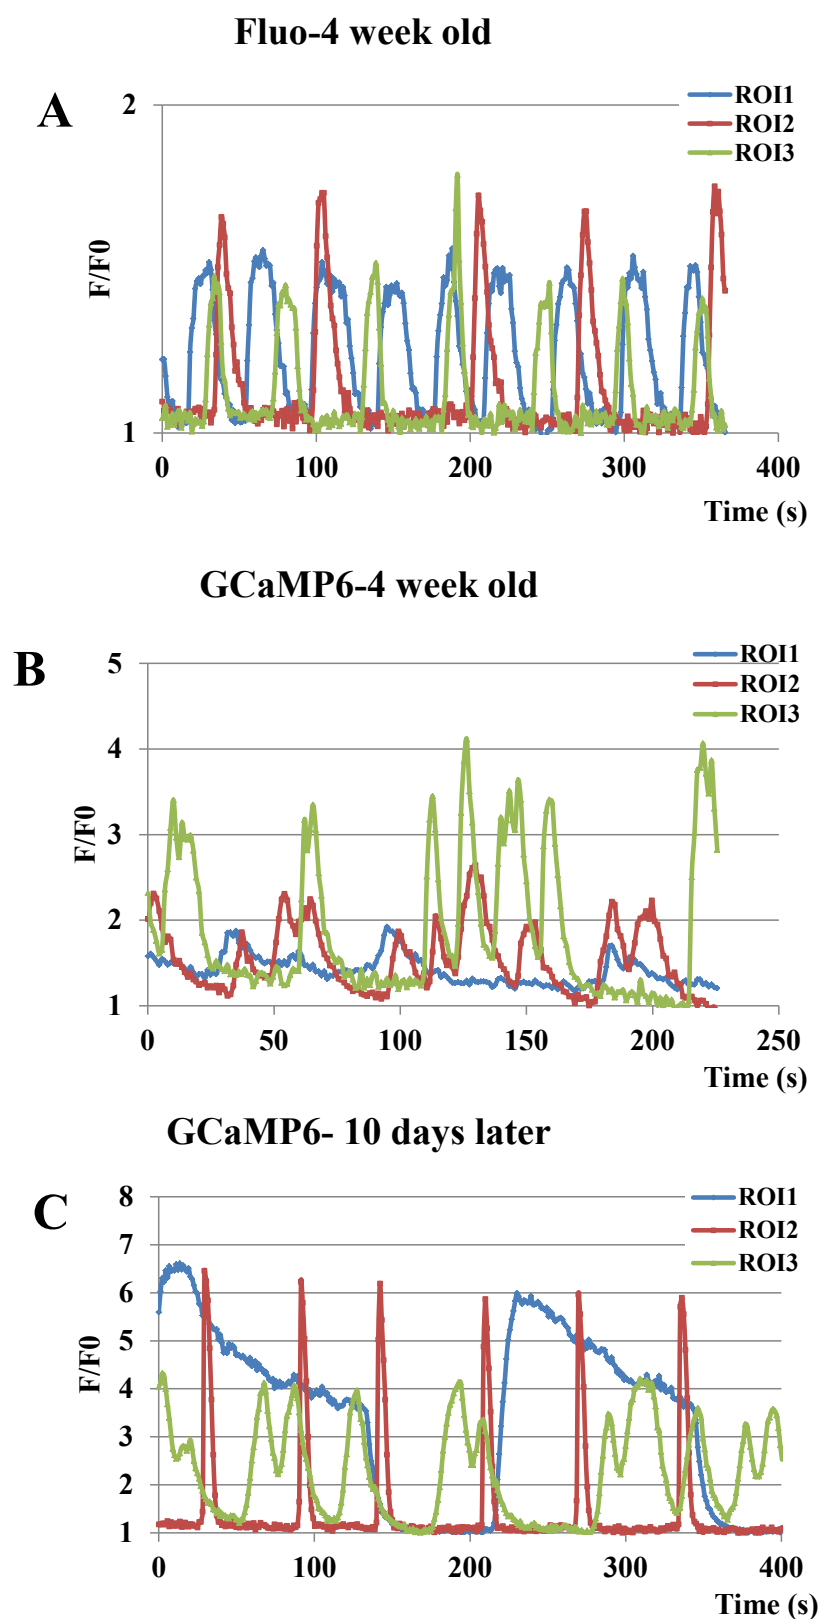 Fluo-4 week old
A
2
1
F/F0
ROI1
ROI2
ROI3
0 100 200 300 400
Time (s)
GCaMP6-4 week old
B
5
4
3
2
1
F/F0
ROI1
ROI2
ROI3
0 50 100 150 200 250
Time (s)
GCaMP6- 10 days later
C
8
7
6
5
4
3
2
1
F/F0
ROI1
ROI2
ROI3
0 100 200 300 400
Time (s)